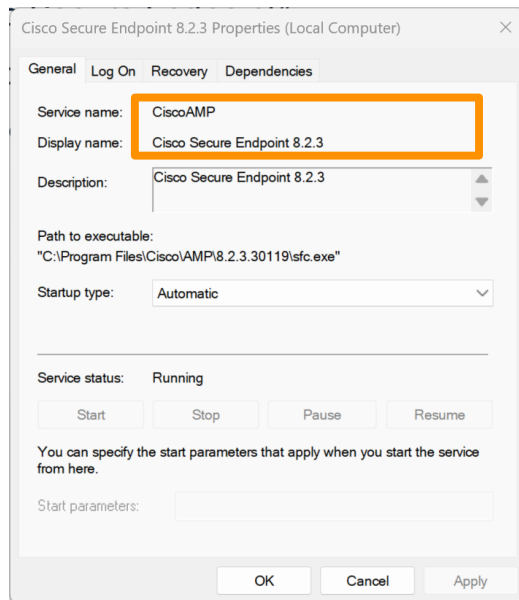 Cisco Secure Endpoint 8.2.3 Properties (Local Computer)
General Log On Recovery Dependencies
Service name: CiscoAMP
Display name: Cisco Secure Endpoint 8.2.3
Description: Cisco Secure Endpoint 8.2.3
Path to executable:
"C:\Program Files\Cisco\AMP\8.2.3.30119\sfc.exe"
Startup type: Automatic
Service status: Running
Start Stop Pause Resume
You can specify the start parameters that apply when you start the service
from here.
Start parameters:
OK Cancel Apply